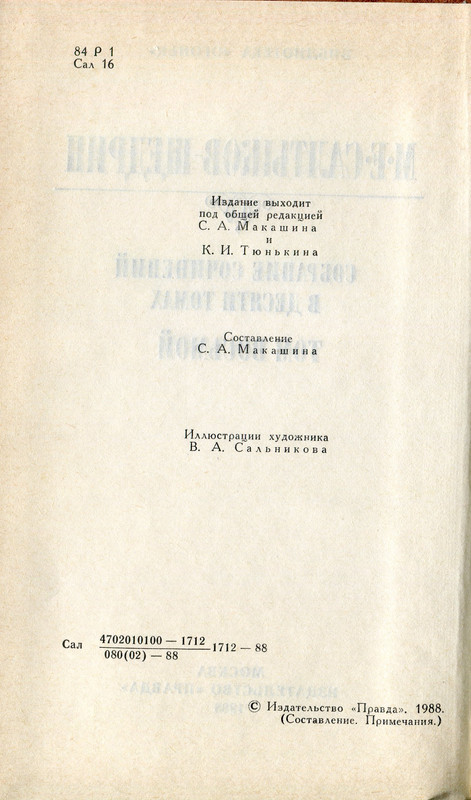 84 Р 1
Сал 16
Издание выходит
под общей редакцией
С. А. Макашина
и
К. И. Тюнькина
Составление
С. А. Макашина
Иллюстрации художника
В. А. Сальникова
Сал 4702010100 — 1712
080(02) — 88
1712 — 88
© Издательство «Правда». 1988.
(Составление. Примечания.)